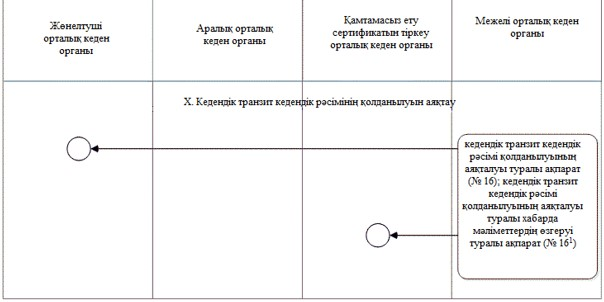 Жөнелтуші
орталық кеден
органы
Аралық орталық
кеден органы
Қамтамасыз ету
сертификатын тіркеу
орталық кеден органы
Межелі орталық кеден
органы
X. Кедендік транзит кедендік рәсімінің қолданылуын аяқтау
кедендік транзит кедендік
рәсімі қолданылуының
аяқталуы туралы ақпарат
(№ 16); кедендік транзит
кедендік рәсімі
қолданылуының аяқталуы
туралы хабарда
мәліметтердің өзгеруі
туралы ақпарат (№ 16¹)